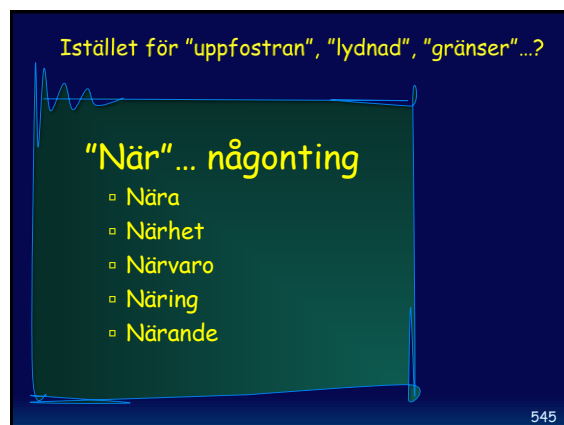 Istället för ”uppfostran”, ”lydnad”, ”gränser”…?
”När”… någonting
▫ Nära
▫ Närhet
▫ Närvaro
▫ Näring
▫ Närande
545